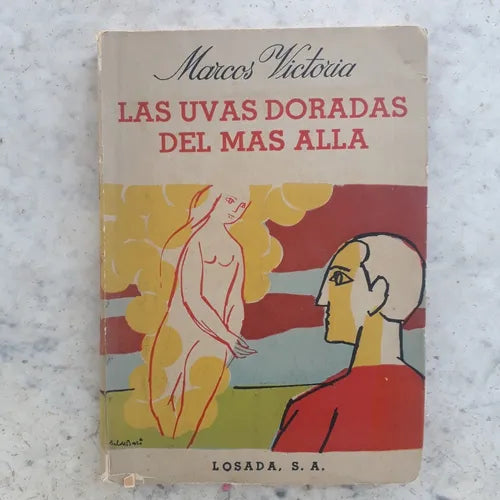 Marcos Victoria
LAS UVAS DORADAS
DEL MAS ALLA
LOSADA, S. A.